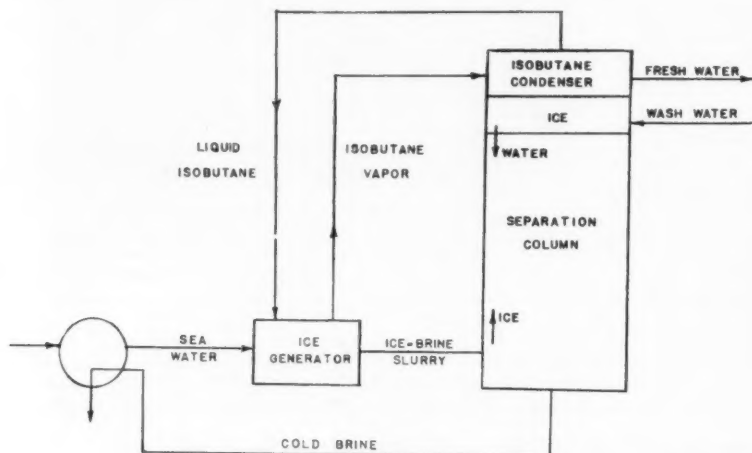 ISOBUTANE
CONDENSER
FRESH WATER
ICE
WASH WATER
WATER
LIQUID
ISOBUTANE
ISOBUTANE
VAPOR
SEPARATION
COLUMN
ICE
SEA
WATER
ICE
GENERATOR
ICE-BRINE
SLURRY
COLD BRINE